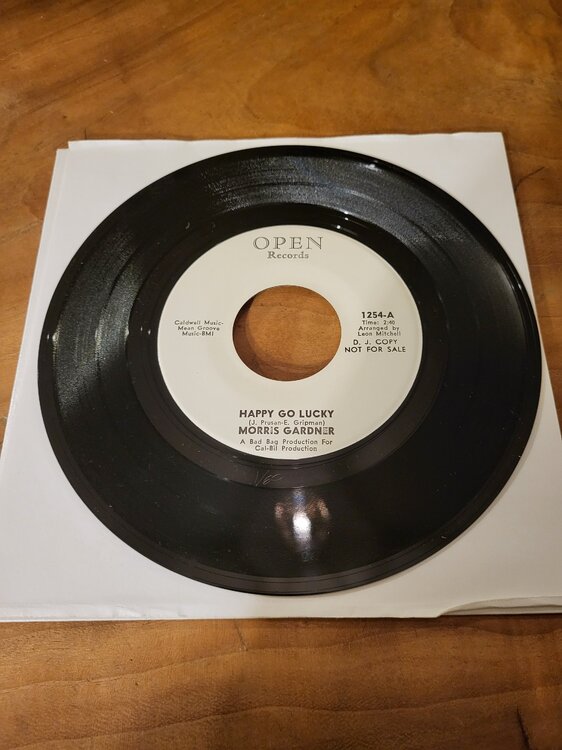 OPEN
Records
Caldwell Music-
Mean Groove
Music-BMI
1254-A
Time: 2:40
Arranged by
Leon Mitchell
D. J. COPY
NOT FOR SALE
HAPPY GO LUCKY
(J. Prusan-E. Gripman)
MORRIS GARDNER
A Bad Bag Production For
Cal-Bil Production